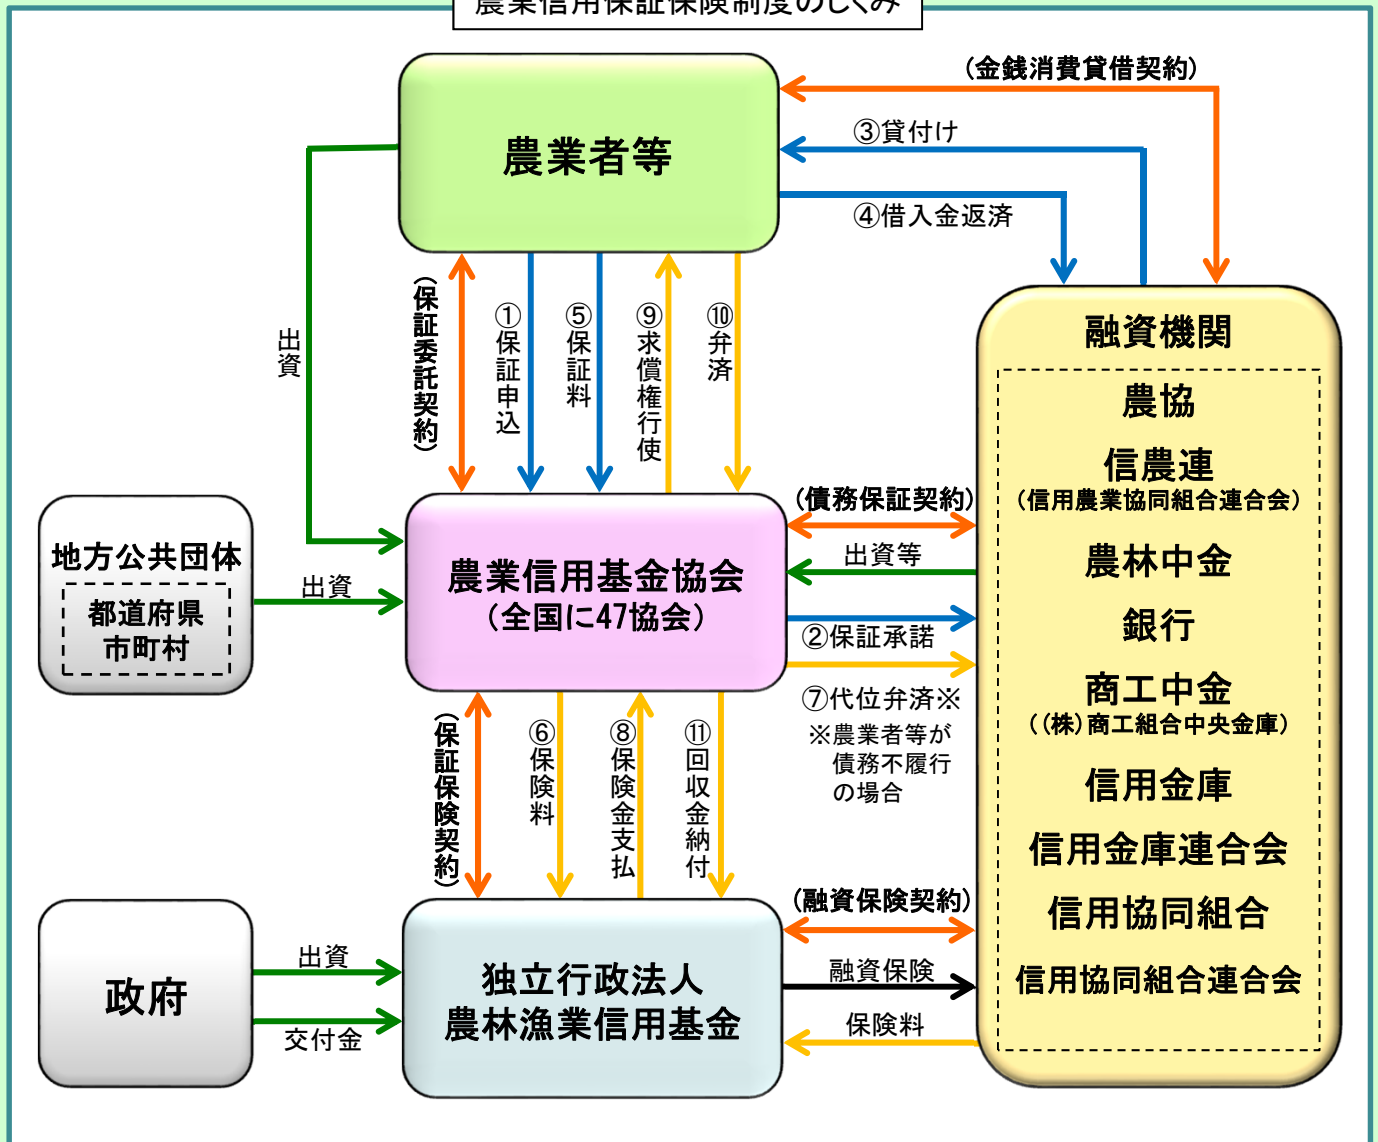 農業信用保証保険制度のしくみ
農業者等
(金銭消費貸借契約)
③貸付け
④借入金返済
出資
(保証委託契約)
①保証申込
⑤保証料
⑨求償権行使
⑩弁済
融資機関
農協
信農連
(信用農業協同組合連合会)
農林中金
銀行
商工中金
((株)商工組合中央金庫)
信用金庫
信用金庫連合会
信用協同組合
信用協同組合連合会
地方公共団体
都道府県
市町村
出資
農業信用基金協会
(全国に47協会)
(債務保証契約)
出資等
②保証承諾
⑦代位弁済※
※農業者等が
債務不履行
の場合
(保証保険契約)
⑥保険料
⑧保険金支払
⑪回収金納付
政府
出資
交付金
独立行政法人
農林漁業信用基金
(融資保険契約)
融資保険
保険料